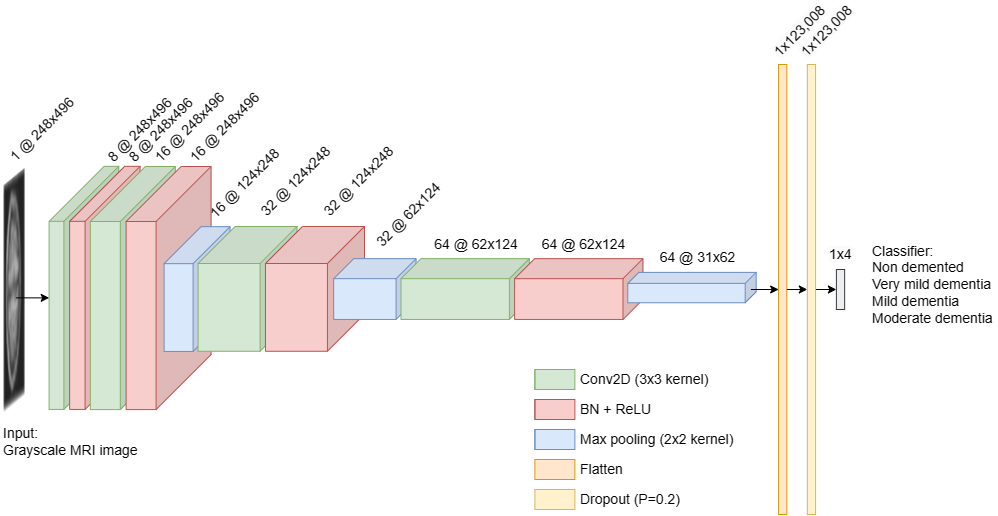 1 @ 248x496
8 @ 248x496
8 @ 248x496
16 @ 248x496
16 @ 248x496
16 @ 124x248
32 @ 124x248
32 @ 124x248
32 @ 62x124
64 @ 62x124
64 @ 62x124
64 @ 31x62
1x123,008
1x123,008
1x4
Classifier:
Non demented
Very mild dementia
Mild dementia
Moderate dementia
Input:
Grayscale MRI image
Conv2D (3x3 kernel)
BN + ReLU
Max pooling (2x2 kernel)
Flatten
Dropout (P=0.2)